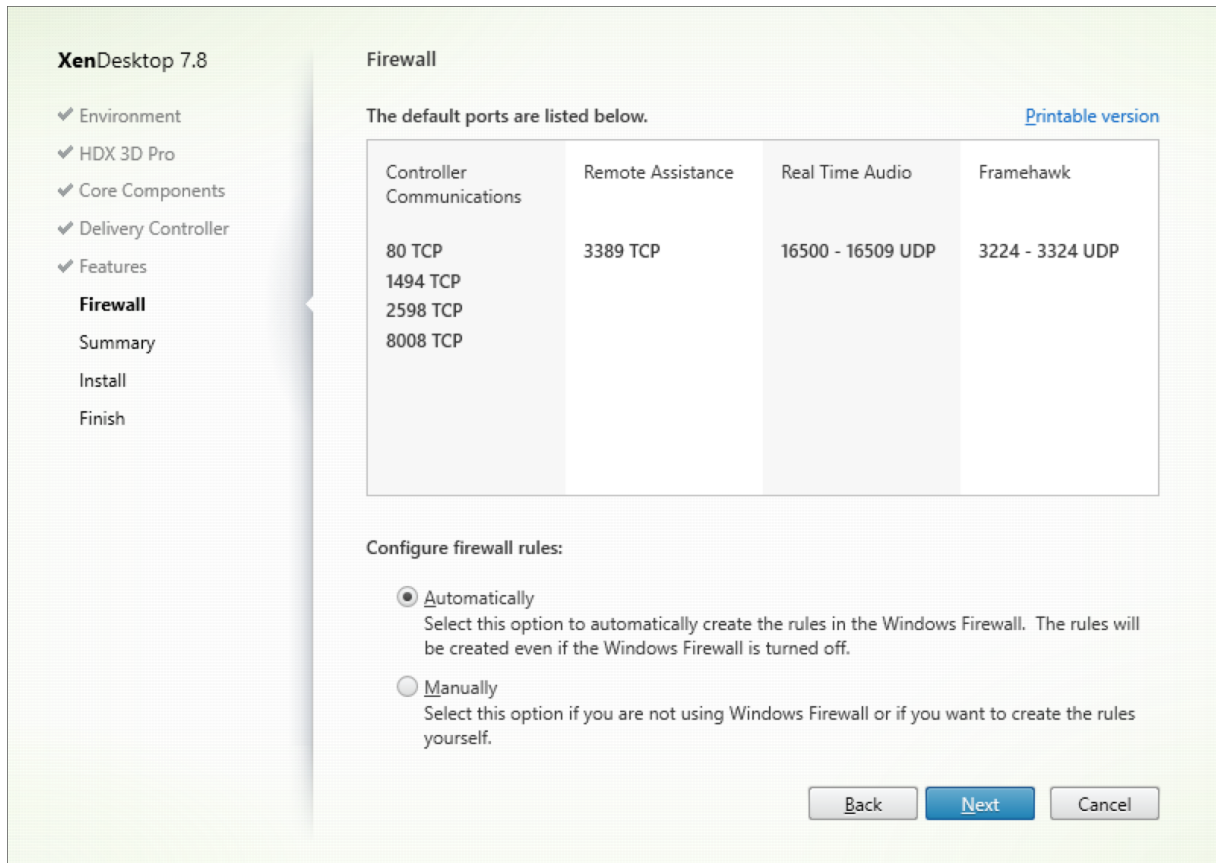 XenDesktop 7.8
Environment
HDX 3D Pro
Core Components
Delivery Controller
Features
Firewall
Summary
Install
Finish
Firewall
The default ports are listed below.
Printable version
Controller
Communications
80 TCP
1494 TCP
2598 TCP
8008 TCP
Remote Assistance
3389 TCP
Real Time Audio
16500 - 16509 UDP
Framehawk
3224 - 3324 UDP
Configure firewall rules:
Automatically
Select this option to automatically create the rules in the Windows Firewall.  The rules will
be created even if the Windows Firewall is turned off.
Manually
Select this option if you are not using Windows Firewall or if you want to create the rules
yourself.
Back
Next
Cancel